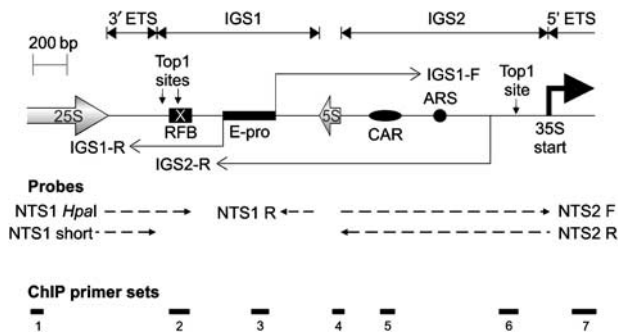 3′ ETS IGS1 IGS2 5′ ETS
200 bp
Top1 sites
IGS1-F
Top1 site
ARS
25S X 5S
RFB E-pro CAR 35S start
IGS1-R
IGS2-R
Probes
NTS1 HpaI NTS1 R NTS2 F
NTS1 short NTS2 R
ChIP primer sets
1 2 3 4 5 6 7